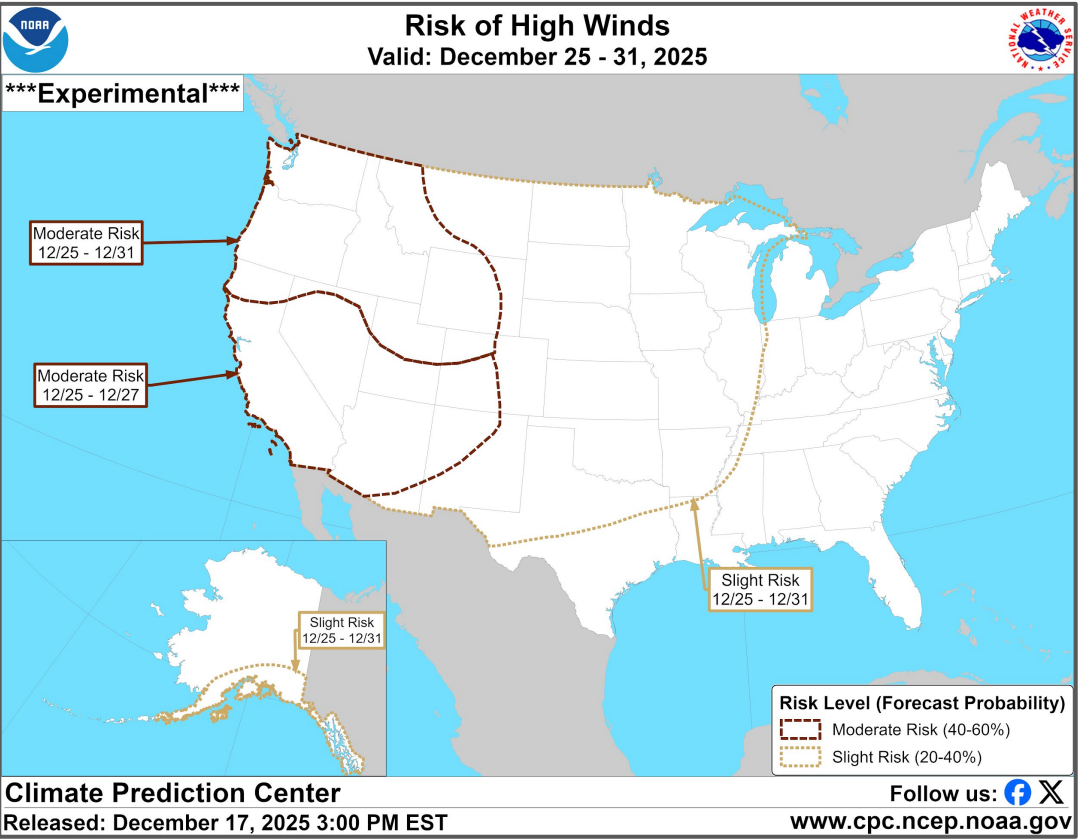 NOAA
Risk of High Winds
Valid: December 25 - 31, 2025
NATIONAL WEATHER SERVICE
***Experimental***
Moderate Risk
12/25 - 12/31
Moderate Risk
12/25 - 12/27
Slight Risk
12/25 - 12/31
Slight Risk
12/25 - 12/31
Risk Level (Forecast Probability)
Moderate Risk (40-60%)
Slight Risk (20-40%)
Climate Prediction Center
Follow us:
Released: December 17, 2025 3:00 PM EST
www.cpc.ncep.noaa.gov